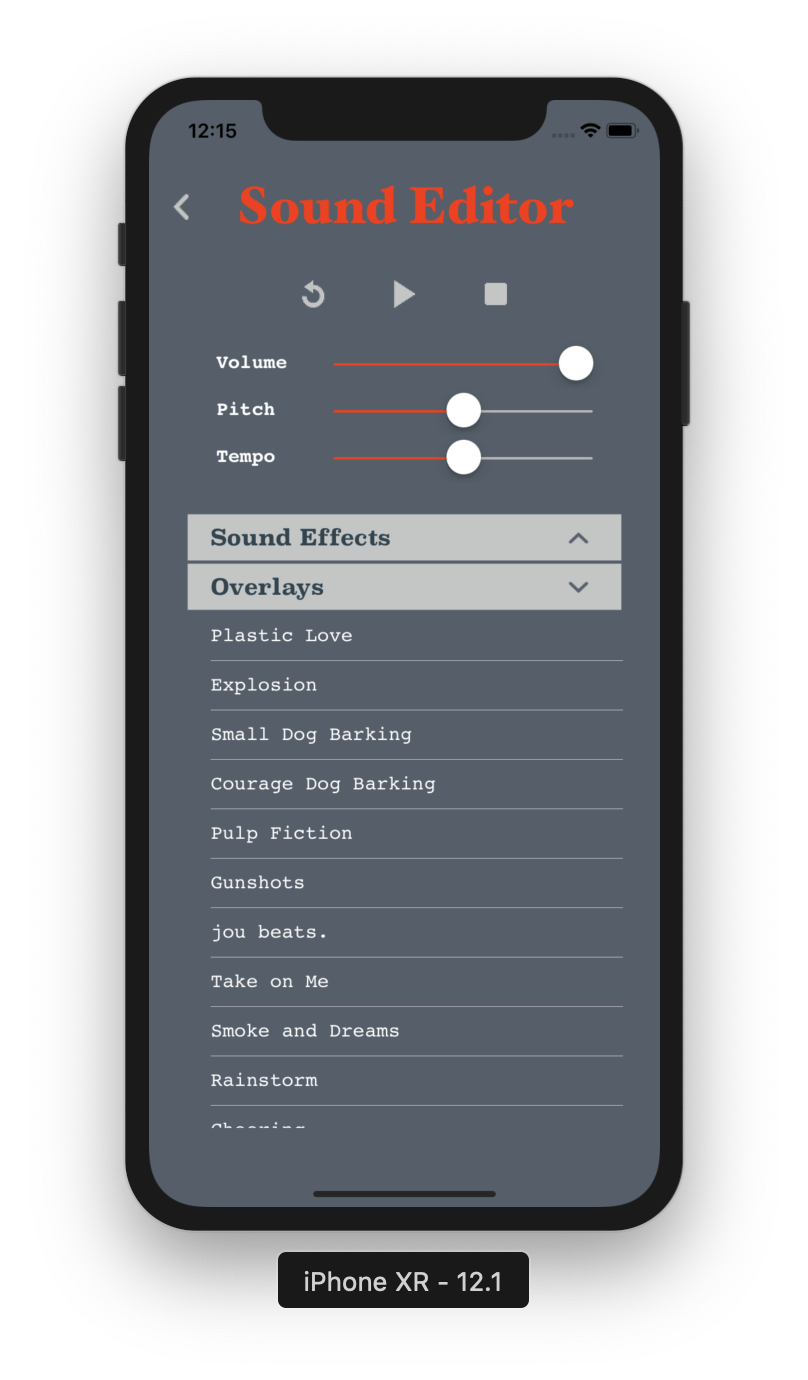 12:15
Sound Editor
Volume
Pitch
Tempo
Sound Effects
Overlays
Plastic Love
Explosion
Small Dog Barking
Courage Dog Barking
Pulp Fiction
Gunshots
jou beats.
Take on Me
Smoke and Dreams
Rainstorm
Cheering
iPhone XR - 12.1